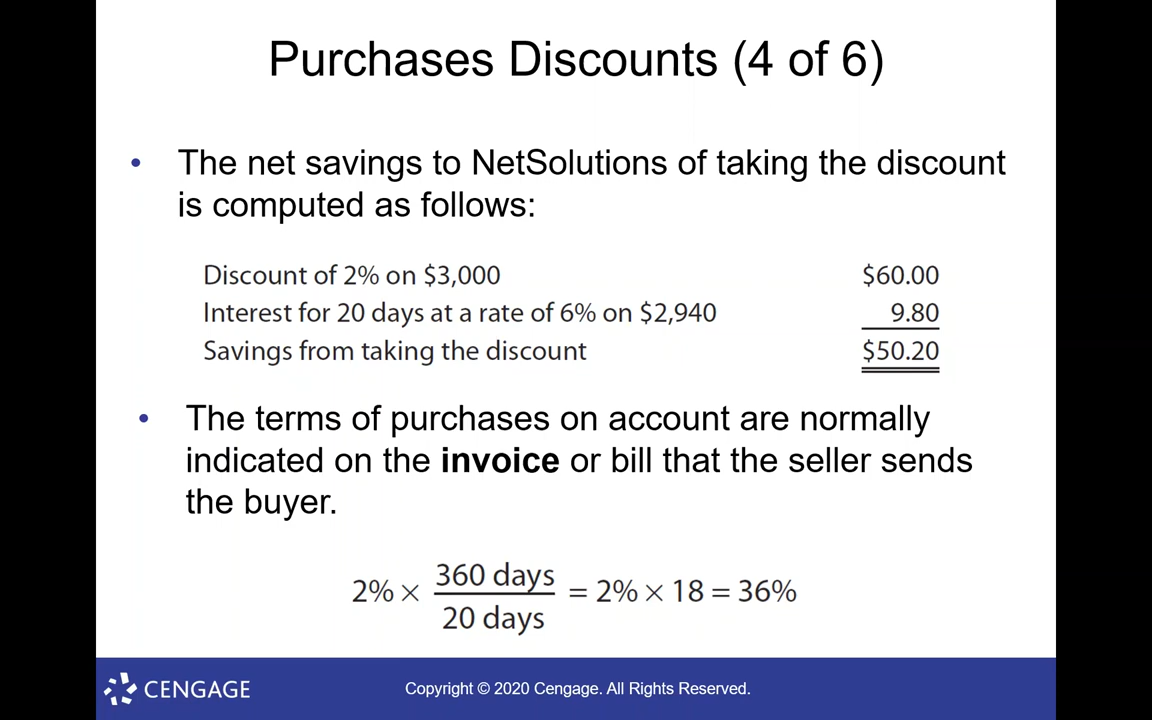 Purchases Discounts (4 of 6)
• The net savings to NetSolutions of taking the discount
is computed as follows:
Discount of 2% on $3,000 $60.00
Interest for 20 days at a rate of 6% on $2,940 9.80
Savings from taking the discount $50.20
• The terms of purchases on account are normally
indicated on the invoice or bill that the seller sends
the buyer.
360 days
2% × = 2% × 18 = 36%
20 days
CENGAGE Copyright © 2020 Cengage. All Rights Reserved.